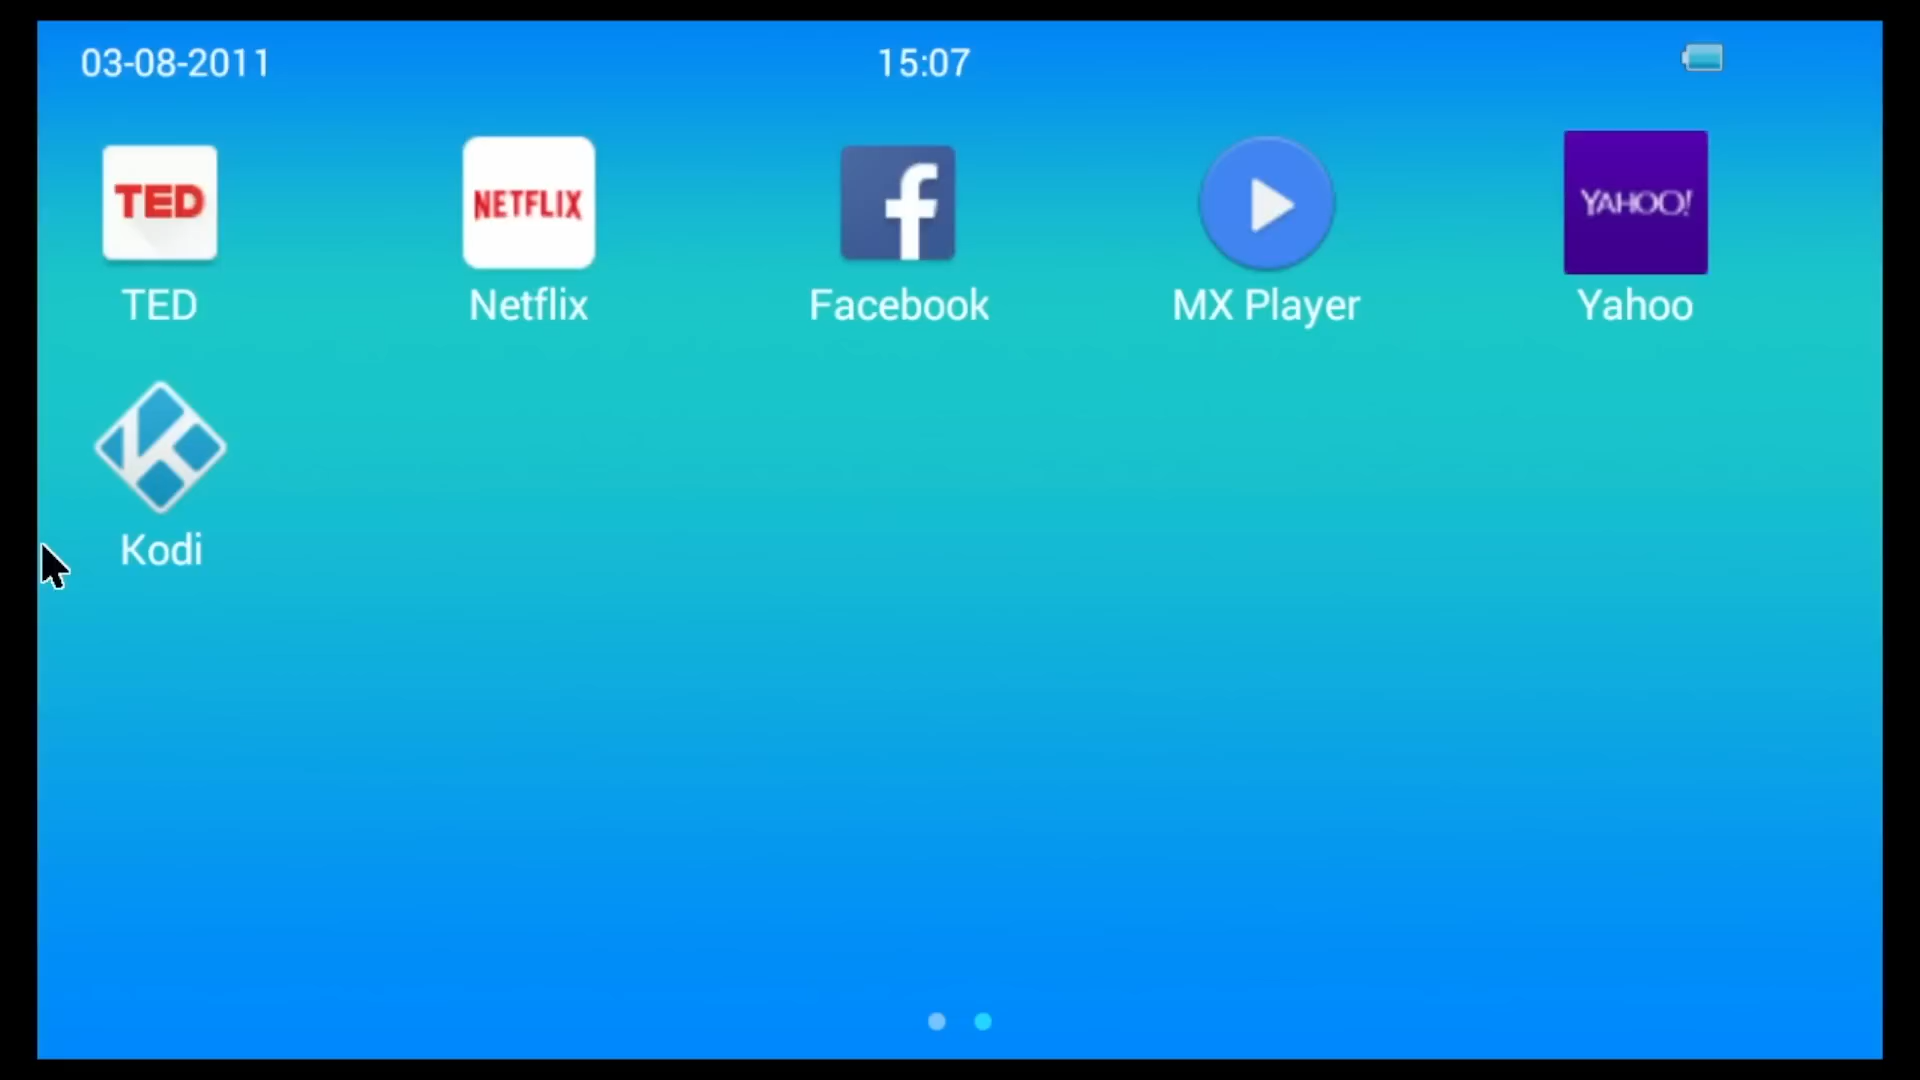 03-08-2011 15:07
TED NETFLIX f YAHOO!
TED Netflix Facebook MX Player Yahoo
Kodi